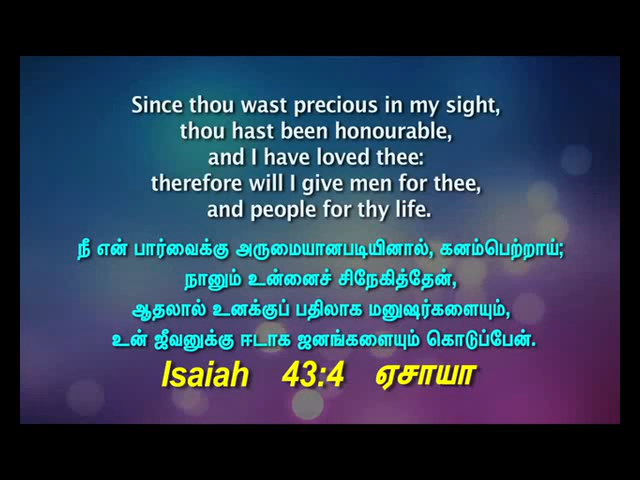 Since thou wast precious in my sight,
thou hast been honourable,
and I have loved thee:
therefore will I give men for thee,
and people for thy life.
நீ என் பார்வைக்கு அருமையானபடியினால், கனம்பெற்றாய்;
நானும் உன்னைச் சிநேகித்தேன்,
ஆதலால் உனக்குப் பதிலாக மனுஷர்களையும்,
உன் ஜீவனுக்கு ஈடாக ஜனங்களையும் கொடுப்பேன்.
Isaiah 43:4 ஏசாயா